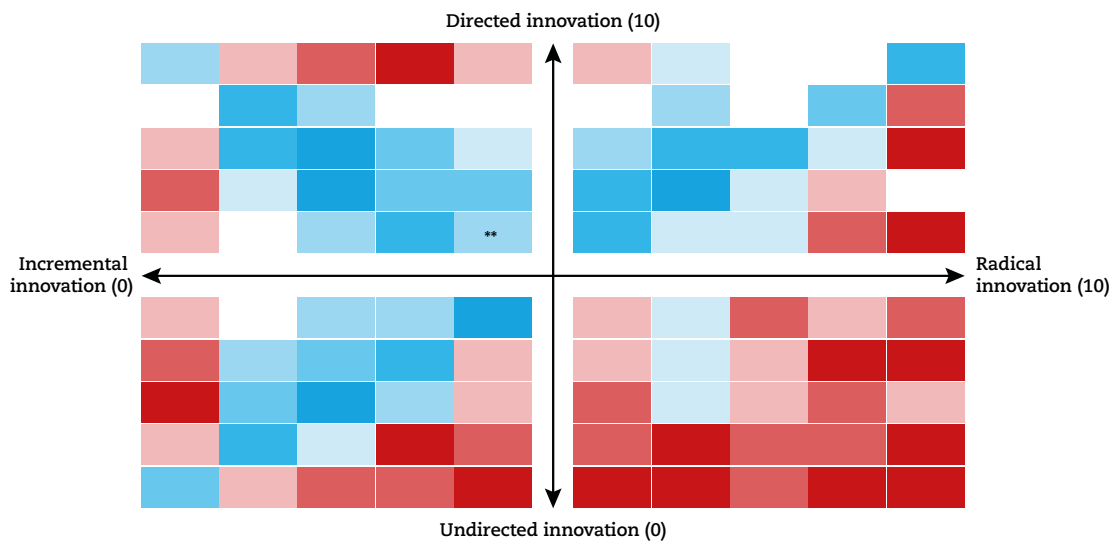 Directed innovation (10)
**
Incremental
innovation (0)
Radical
innovation (10)
Undirected innovation (0)